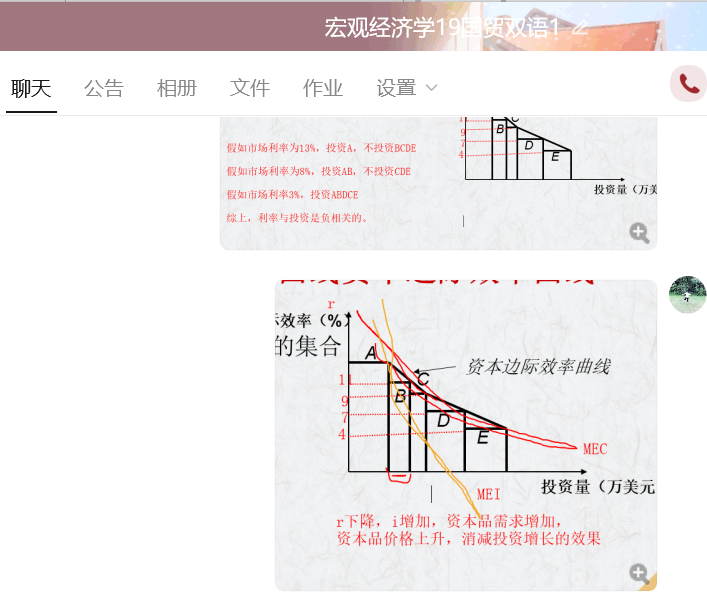 宏观经济学19国贸双语1
聊天 公告 相册 文件 作业 设置
假如市场利率为13%，投资A，不投资BCDE
假如市场利率为8%，投资AB，不投资CDE
假如市场利率3%，投资ABDCE
综上，利率与投资是负相关的。
11
B
C
9
7
D
4
E
投资量（万美
r
效率（%）
的集合
A
资本边际效率曲线
11
C
B
9
7
D
4
E
MEC
投资量（万美元
MEI
r下降，i增加，资本品需求增加，
资本品价格上升，消减投资增长的效果